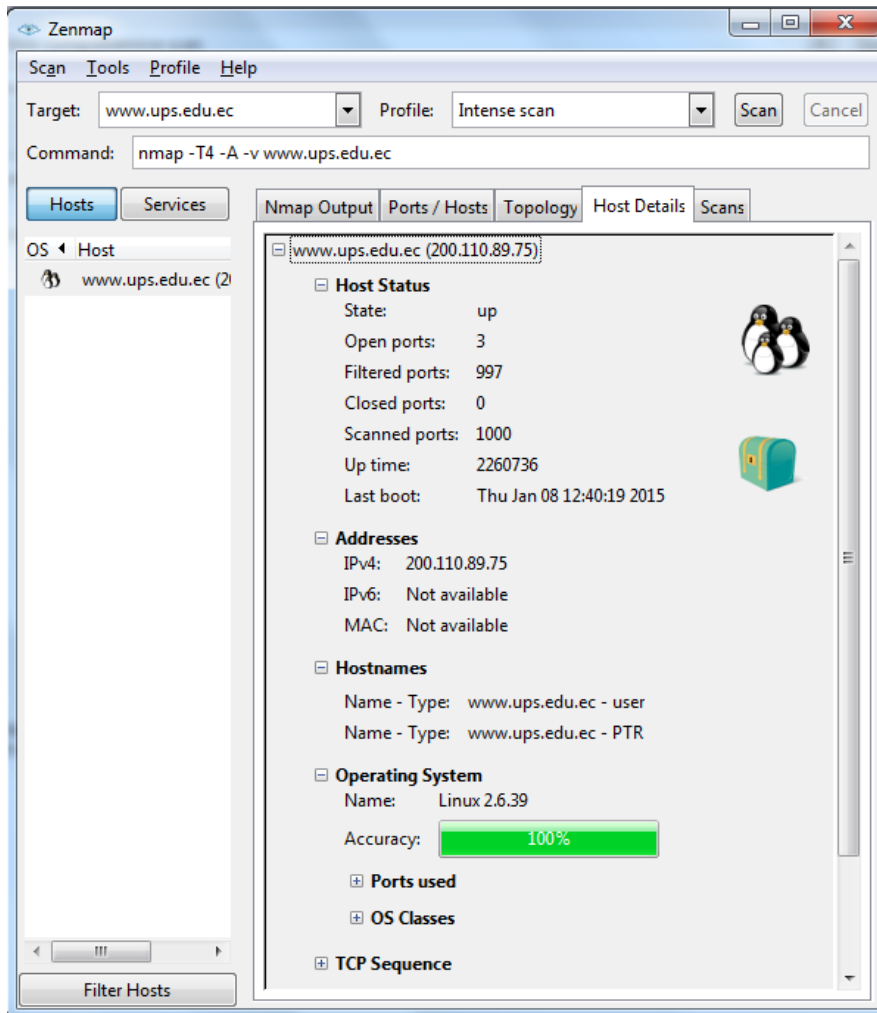 Zenmap
Scan Tools Profile Help
Target: www.ups.edu.ec Profile: Intense scan Scan Cancel
Command: nmap -T4 -A -v www.ups.edu.ec
Hosts Services
OS Host
www.ups.edu.ec (20
Filter Hosts
Nmap Output Ports / Hosts Topology Host Details Scans
www.ups.edu.ec (200.110.89.75)
Host Status
State: up
Open ports: 3
Filtered ports: 997
Closed ports: 0
Scanned ports: 1000
Up time: 2260736
Last boot: Thu Jan 08 12:40:19 2015
Addresses
IPv4: 200.110.89.75
IPv6: Not available
MAC: Not available
Hostnames
Name - Type: www.ups.edu.ec - user
Name - Type: www.ups.edu.ec - PTR
Operating System
Name: Linux 2.6.39
Accuracy: 100%
Ports used
OS Classes
TCP Sequence